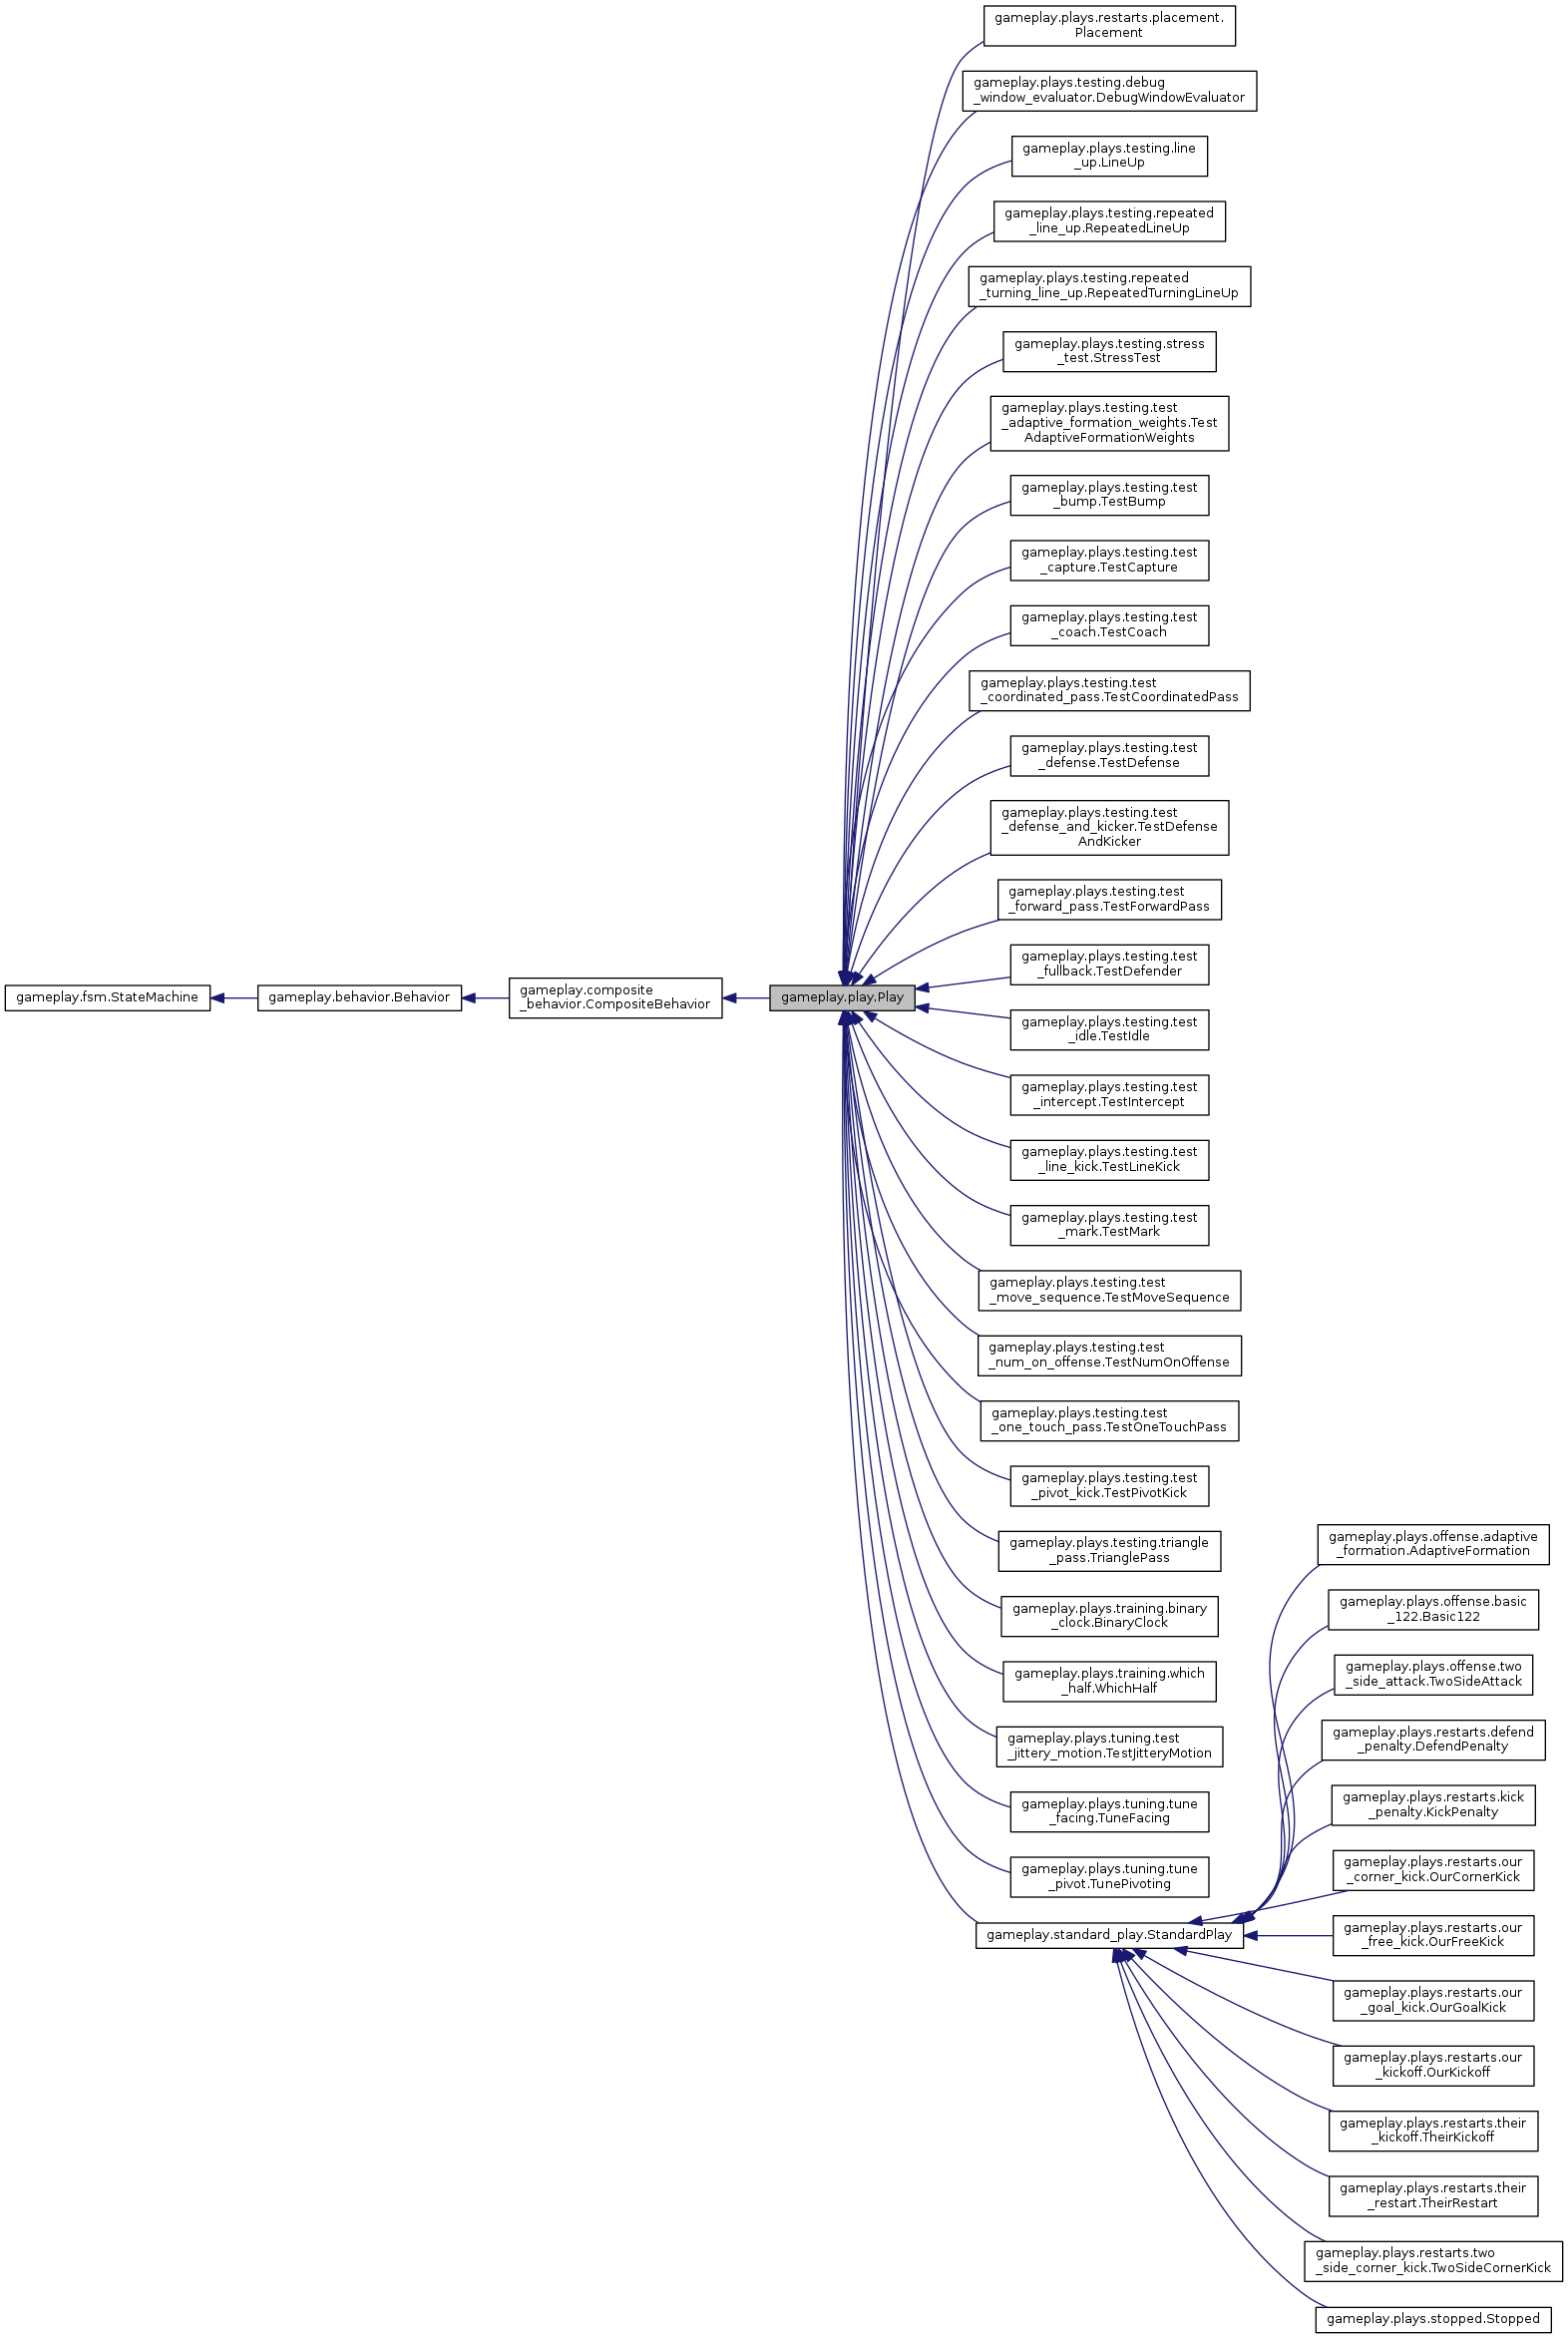 gameplay.plays.restarts.placement.
Placement
gameplay.plays.testing.debug
_window_evaluator.DebugWindowEvaluator
gameplay.plays.testing.line
_up.LineUp
gameplay.plays.testing.repeated
_line_up.RepeatedLineUp
gameplay.plays.testing.repeated
_turning_line_up.RepeatedTurningLineUp
gameplay.plays.testing.stress
_test.StressTest
gameplay.plays.testing.test
_adaptive_formation_weights.Test
AdaptiveFormationWeights
gameplay.plays.testing.test
_bump.TestBump
gameplay.plays.testing.test
_capture.TestCapture
gameplay.plays.testing.test
_coach.TestCoach
gameplay.plays.testing.test
_coordinated_pass.TestCoordinatedPass
gameplay.plays.testing.test
_defense.TestDefense
gameplay.plays.testing.test
_defense_and_kicker.TestDefense
AndKicker
gameplay.plays.testing.test
_forward_pass.TestForwardPass
gameplay.plays.testing.test
_fullback.TestDefender
gameplay.fsm.StateMachine
gameplay.behavior.Behavior
gameplay.composite
_behavior.CompositeBehavior
gameplay.play.Play
gameplay.plays.testing.test
_idle.TestIdle
gameplay.plays.testing.test
_intercept.TestIntercept
gameplay.plays.testing.test
_line_kick.TestLineKick
gameplay.plays.testing.test
_mark.TestMark
gameplay.plays.testing.test
_move_sequence.TestMoveSequence
gameplay.plays.testing.test
_num_on_offense.TestNumOnOffense
gameplay.plays.testing.test
_one_touch_pass.TestOneTouchPass
gameplay.plays.testing.test
_pivot_kick.TestPivotKick
gameplay.plays.testing.triangle
_pass.TrianglePass
gameplay.plays.training.binary
_clock.BinaryClock
gameplay.plays.training.which
_half.WhichHalf
gameplay.plays.tuning.test
_jittery_motion.TestJitteryMotion
gameplay.plays.tuning.tune
_facing.TuneFacing
gameplay.plays.tuning.tune
_pivot.TunePivoting
gameplay.standard_play.StandardPlay
gameplay.plays.offense.adaptive
_formation.AdaptiveFormation
gameplay.plays.offense.basic
_122.Basic122
gameplay.plays.offense.two
_side_attack.TwoSideAttack
gameplay.plays.restarts.defend
_penalty.DefendPenalty
gameplay.plays.restarts.kick
_penalty.KickPenalty
gameplay.plays.restarts.our
_corner_kick.OurCornerKick
gameplay.plays.restarts.our
_free_kick.OurFreeKick
gameplay.plays.restarts.our
_goal_kick.OurGoalKick
gameplay.plays.restarts.our
_kickoff.OurKickoff
gameplay.plays.restarts.their
_kickoff.TheirKickoff
gameplay.plays.restarts.their
_restart.TheirRestart
gameplay.plays.restarts.two
_side_corner_kick.TwoSideCornerKick
gameplay.plays.stopped.Stopped